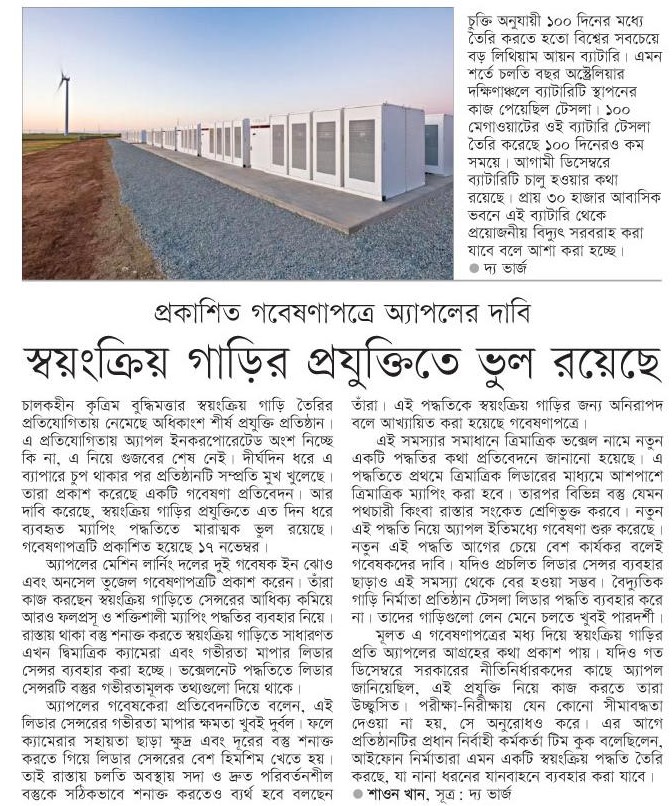 চুক্তি অনুযায়ী ১০০ দিনের মধ্যে
তৈরি করতে হতো বিশ্বের সবচেয়ে
বড় লিথিয়াম আয়ন ব্যাটারি। এমন
শর্তে চলতি বছর অস্ট্রেলিয়ার
দক্ষিণাঞ্চলে ব্যাটারিটি স্থাপনের
কাজ পেয়েছিল টেসলা। ১০০
মেগাওয়াটের ওই ব্যাটারি টেসলা
তৈরি করেছে ১০০ দিনেরও কম
সময়ে। আগামী ডিসেম্বরে
ব্যাটারিটি চালু হওয়ার কথা
রয়েছে। প্রায় ৩০ হাজার আবাসিক
ভবনে এই ব্যাটারি থেকে
প্রয়োজনীয় বিদ্যুৎ সরবরাহ করা
যাবে বলে আশা করা হচ্ছে।
● দ্য ভার্জ
প্রকাশিত গবেষণাপত্রে অ্যাপলের দাবি
স্বয়ংক্রিয় গাড়ির প্রযুক্তিতে ভুল রয়েছে
চালকহীন কৃত্রিম বুদ্ধিমত্তার স্বয়ংক্রিয় গাড়ি তৈরির
প্রতিযোগিতায় নেমেছে অধিকাংশ শীর্ষ প্রযুক্তি প্রতিষ্ঠান।
এ প্রতিযোগিতায় অ্যাপল ইনকরপোরেটেড অংশ নিচ্ছে
কি না, এ নিয়ে গুজবের শেষ নেই। দীর্ঘদিন ধরে এ
ব্যাপারে চুপ থাকার পর প্রতিষ্ঠানটি সম্প্রতি মুখ খুলেছে।
তারা প্রকাশ করেছে একটি গবেষণা প্রতিবেদন। আর
দাবি করেছে, স্বয়ংক্রিয় গাড়ির প্রযুক্তিতে এত দিন ধরে
ব্যবহৃত ম্যাপিং পদ্ধতিতে মারাত্মক ভুল রয়েছে।
গবেষণাপত্রটি প্রকাশিত হয়েছে ১৭ নভেম্বর।
অ্যাপলের মেশিন লার্নিং দলের দুই গবেষক ইন ঝোও
এবং অনসেল তুজেল গবেষণাপত্রটি প্রকাশ করেন। তাঁরা
কাজ করছেন স্বয়ংক্রিয় গাড়িতে সেন্সরের আধিক্য কমিয়ে
আরও ফলপ্রসূ ও শক্তিশালী ম্যাপিং পদ্ধতির ব্যবহার নিয়ে।
রাস্তায় থাকা বস্তু শনাক্ত করতে স্বয়ংক্রিয় গাড়িতে সাধারণত
এখন দ্বিমাত্রিক ক্যামেরা এবং গভীরতা মাপার লিডার
সেন্সর ব্যবহার করা হচ্ছে। ভক্সেলনেট পদ্ধতিতে লিডার
সেন্সরটি বস্তুর গভীরতামূলক তথ্যগুলো দিয়ে থাকে।
অ্যাপলের গবেষকেরা প্রতিবেদনটিতে বলেন, এই
লিডার সেন্সরের গভীরতা মাপার ক্ষমতা খুবই দুর্বল। ফলে
ক্যামেরার সহায়তা ছাড়া ক্ষুদ্র এবং দূরের বস্তু শনাক্ত
করতে গিয়ে লিডার সেন্সরের বেশ হিমশিম খেতে হয়।
তাই রাস্তায় চলতি অবস্থায় সদা ও দ্রুত পরিবর্তনশীল
বস্তুকে সঠিকভাবে শনাক্ত করতেও ব্যর্থ হবে বলছেন
তাঁরা। এই পদ্ধতিকে স্বয়ংক্রিয় গাড়ির জন্য অনিরাপদ
বলে আখ্যায়িত করা হয়েছে গবেষণাপত্রে।
এই সমস্যার সমাধানে ত্রিমাত্রিক ভক্সেল নামে নতুন
একটি পদ্ধতির কথা প্রতিবেদনে জানানো হয়েছে। এ
পদ্ধতিতে প্রথমে ত্রিমাত্রিক লিডারের মাধ্যমে আশপাশে
ত্রিমাত্রিক ম্যাপিং করা হবে। তারপর বিভিন্ন বস্তু যেমন
পথচারী কিংবা রাস্তার সংকেত শ্রেণিভুক্ত করবে। নতুন
এই পদ্ধতি নিয়ে অ্যাপল ইতিমধ্যে গবেষণা শুরু করেছে।
নতুন এই পদ্ধতি আগের চেয়ে বেশ কার্যকর বলেই
গবেষকদের দাবি। যদিও প্রচলিত লিডার সেন্সর ব্যবহার
ছাড়াও এই সমস্যা থেকে বের হওয়া সম্ভব। বৈদ্যুতিক
গাড়ি নির্মাতা প্রতিষ্ঠান টেসলা লিডার পদ্ধতি ব্যবহার করে
না। তাদের গাড়িগুলো লেন মেনে চলতে খুবই পারদর্শী।
মূলত এ গবেষণাপত্রের মধ্য দিয়ে স্বয়ংক্রিয় গাড়ির
প্রতি অ্যাপলের আগ্রহের কথা প্রকাশ পায়। যদিও গত
ডিসেম্বরে সরকারের নীতিনির্ধারকদের কাছে অ্যাপল
জানিয়েছিল, এই প্রযুক্তি নিয়ে কাজ করতে তারা
উচ্ছ্বসিত। পরীক্ষা-নিরীক্ষায় যেন কোনো সীমাবদ্ধতা
দেওয়া না হয়, সে অনুরোধও করে। এর আগে
প্রতিষ্ঠানটির প্রধান নির্বাহী কর্মকর্তা টিম কুক বলেছিলেন,
আইফোন নির্মাতারা এমন একটি স্বয়ংক্রিয় পদ্ধতি তৈরি
করছে, যা নানা ধরনের যানবাহনে ব্যবহার করা যাবে।
● শাওন খান, সূত্র : দ্য ভার্জ